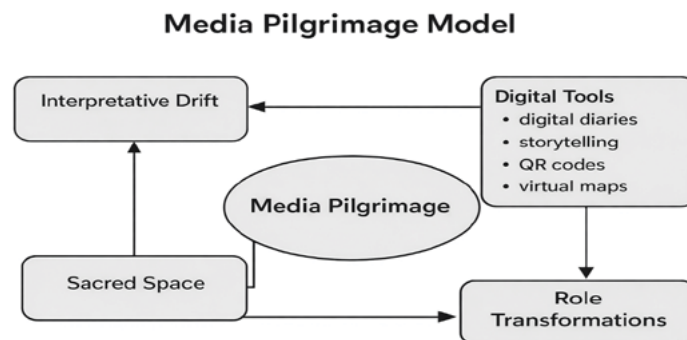 Media Pilgrimage Model
Interpretative Drift
Digital Tools
• digital diaries
• storytelling
• QR codes
• virtual maps
Media Pilgrimage
Sacred Space
Role
Transformations